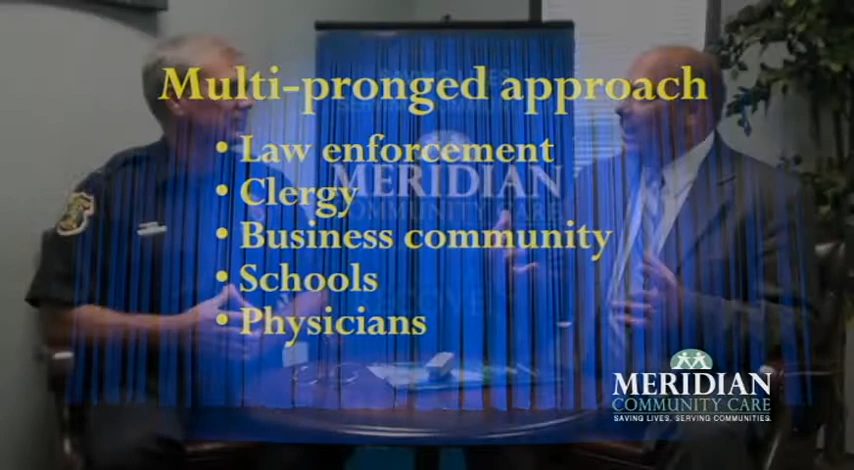 Multi-pronged approach
• Law enforcement
• Clergy
• Business community
• Schools
• Physicians
MERIDIAN
COMMUNITY CARE
MERIDIAN
COMMUNITY CARE
SAVING LIVES. SERVING COMMUNITIES.